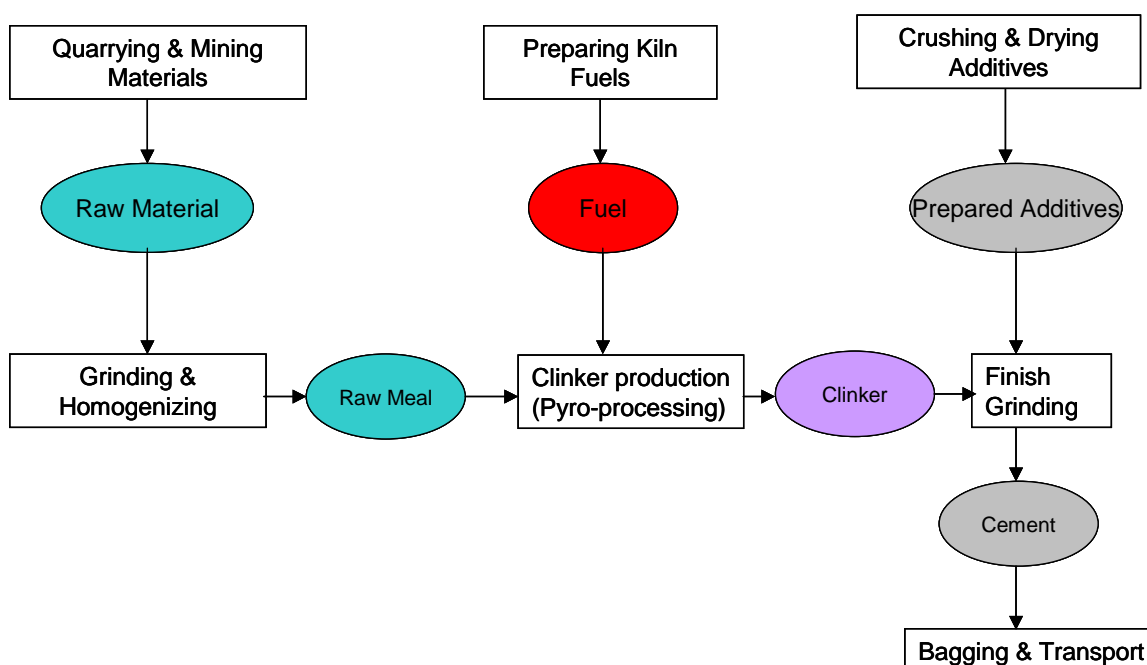 Quarrying & Mining
Materials
Preparing Kiln
Fuels
Crushing & Drying
Additives
Raw Material
Fuel
Prepared Additives
Grinding &
Homogenizing
Raw Meal
Clinker production
(Pyro-processing)
Clinker
Finish
Grinding
Cement
Bagging & Transport